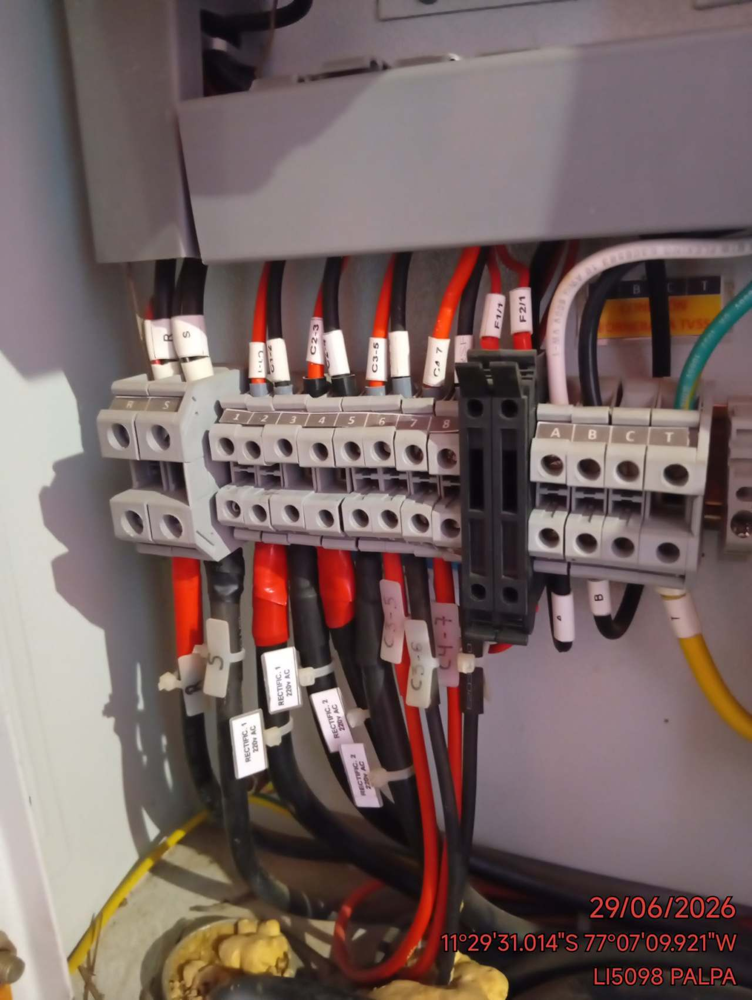 B C T
R
S
C2-3
C3-5
C4-7
F1/1
F2/1
R S
1 2 3 4 5 6 7 8
A B C T
A
B
T
R
S
C3-5
C3-6
C4-7
RECTIFIC. 1
220v AC
RECTIFIC. 2
220v AC
RECTIFIC. 1
220v AC
RECTIFIC. 2
220v AC
29/06/2026
11°29'31.014"S 77°07'09.921"W
LI5098 PALPA